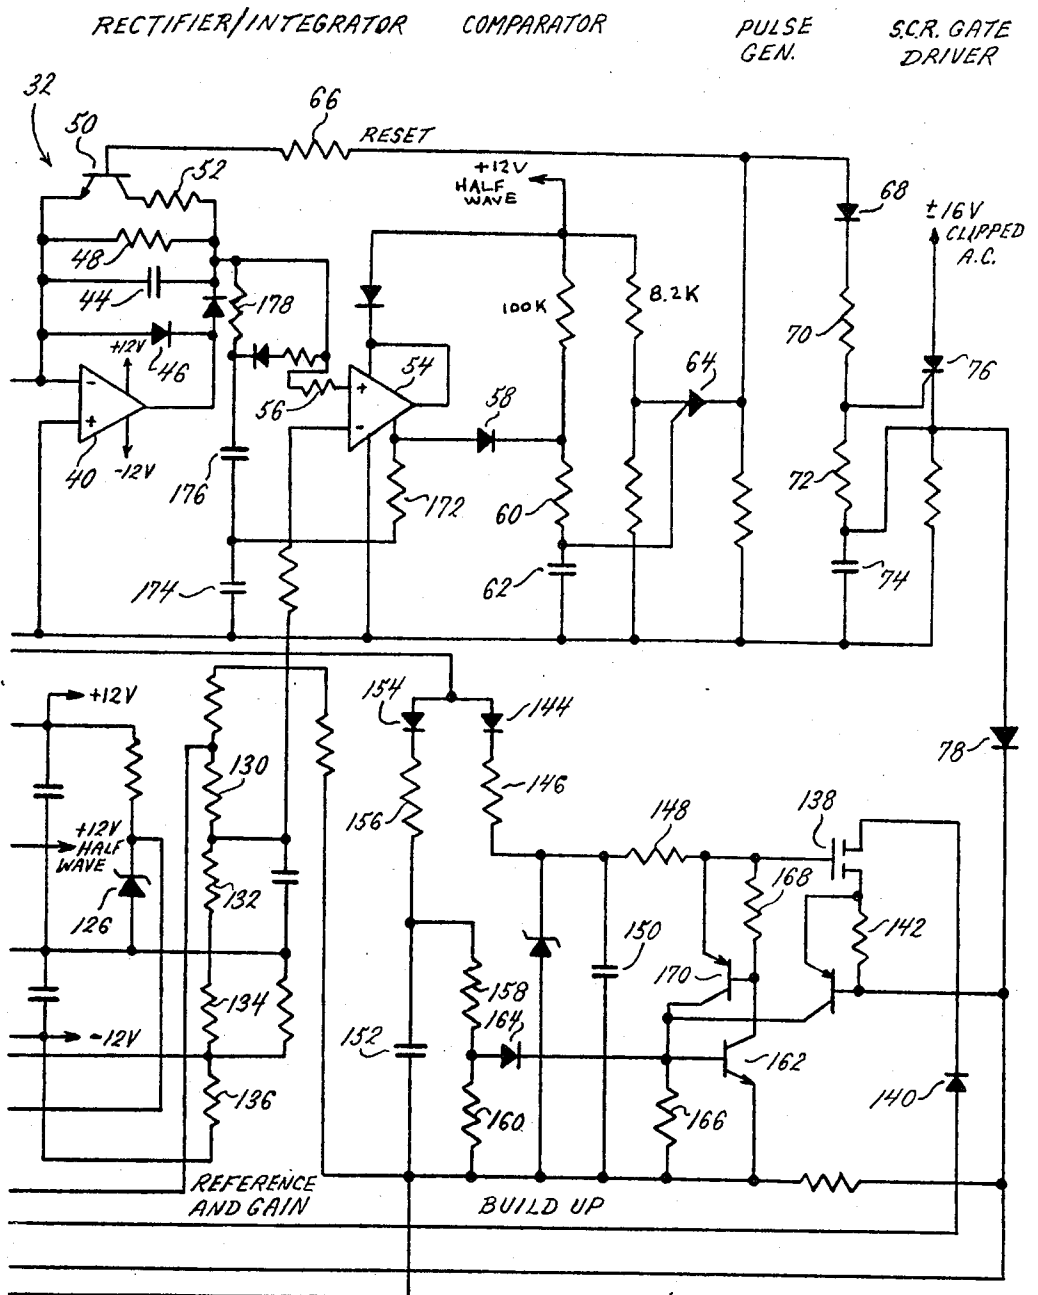 RECTIFIER/INTEGRATOR COMPARATOR PULSE GEN. S.C.R. GATE DRIVER
32
50
66
RESET
52
+12V
HALF
WAVE
68
±16V
CLIPPED
A.C.
48
44
178
100K
8.2K
70
+12V
46
54
64
76
56
58
40
-12V
176
172
60
72
174
62
74
+12V
154
144
78
130
156
146
148
138
+12V
HALF
WAVE
132
168
126
150
142
170
134
158
-12V
152
164
162
136
160
166
140
REFERENCE
AND GAIN
BUILD UP